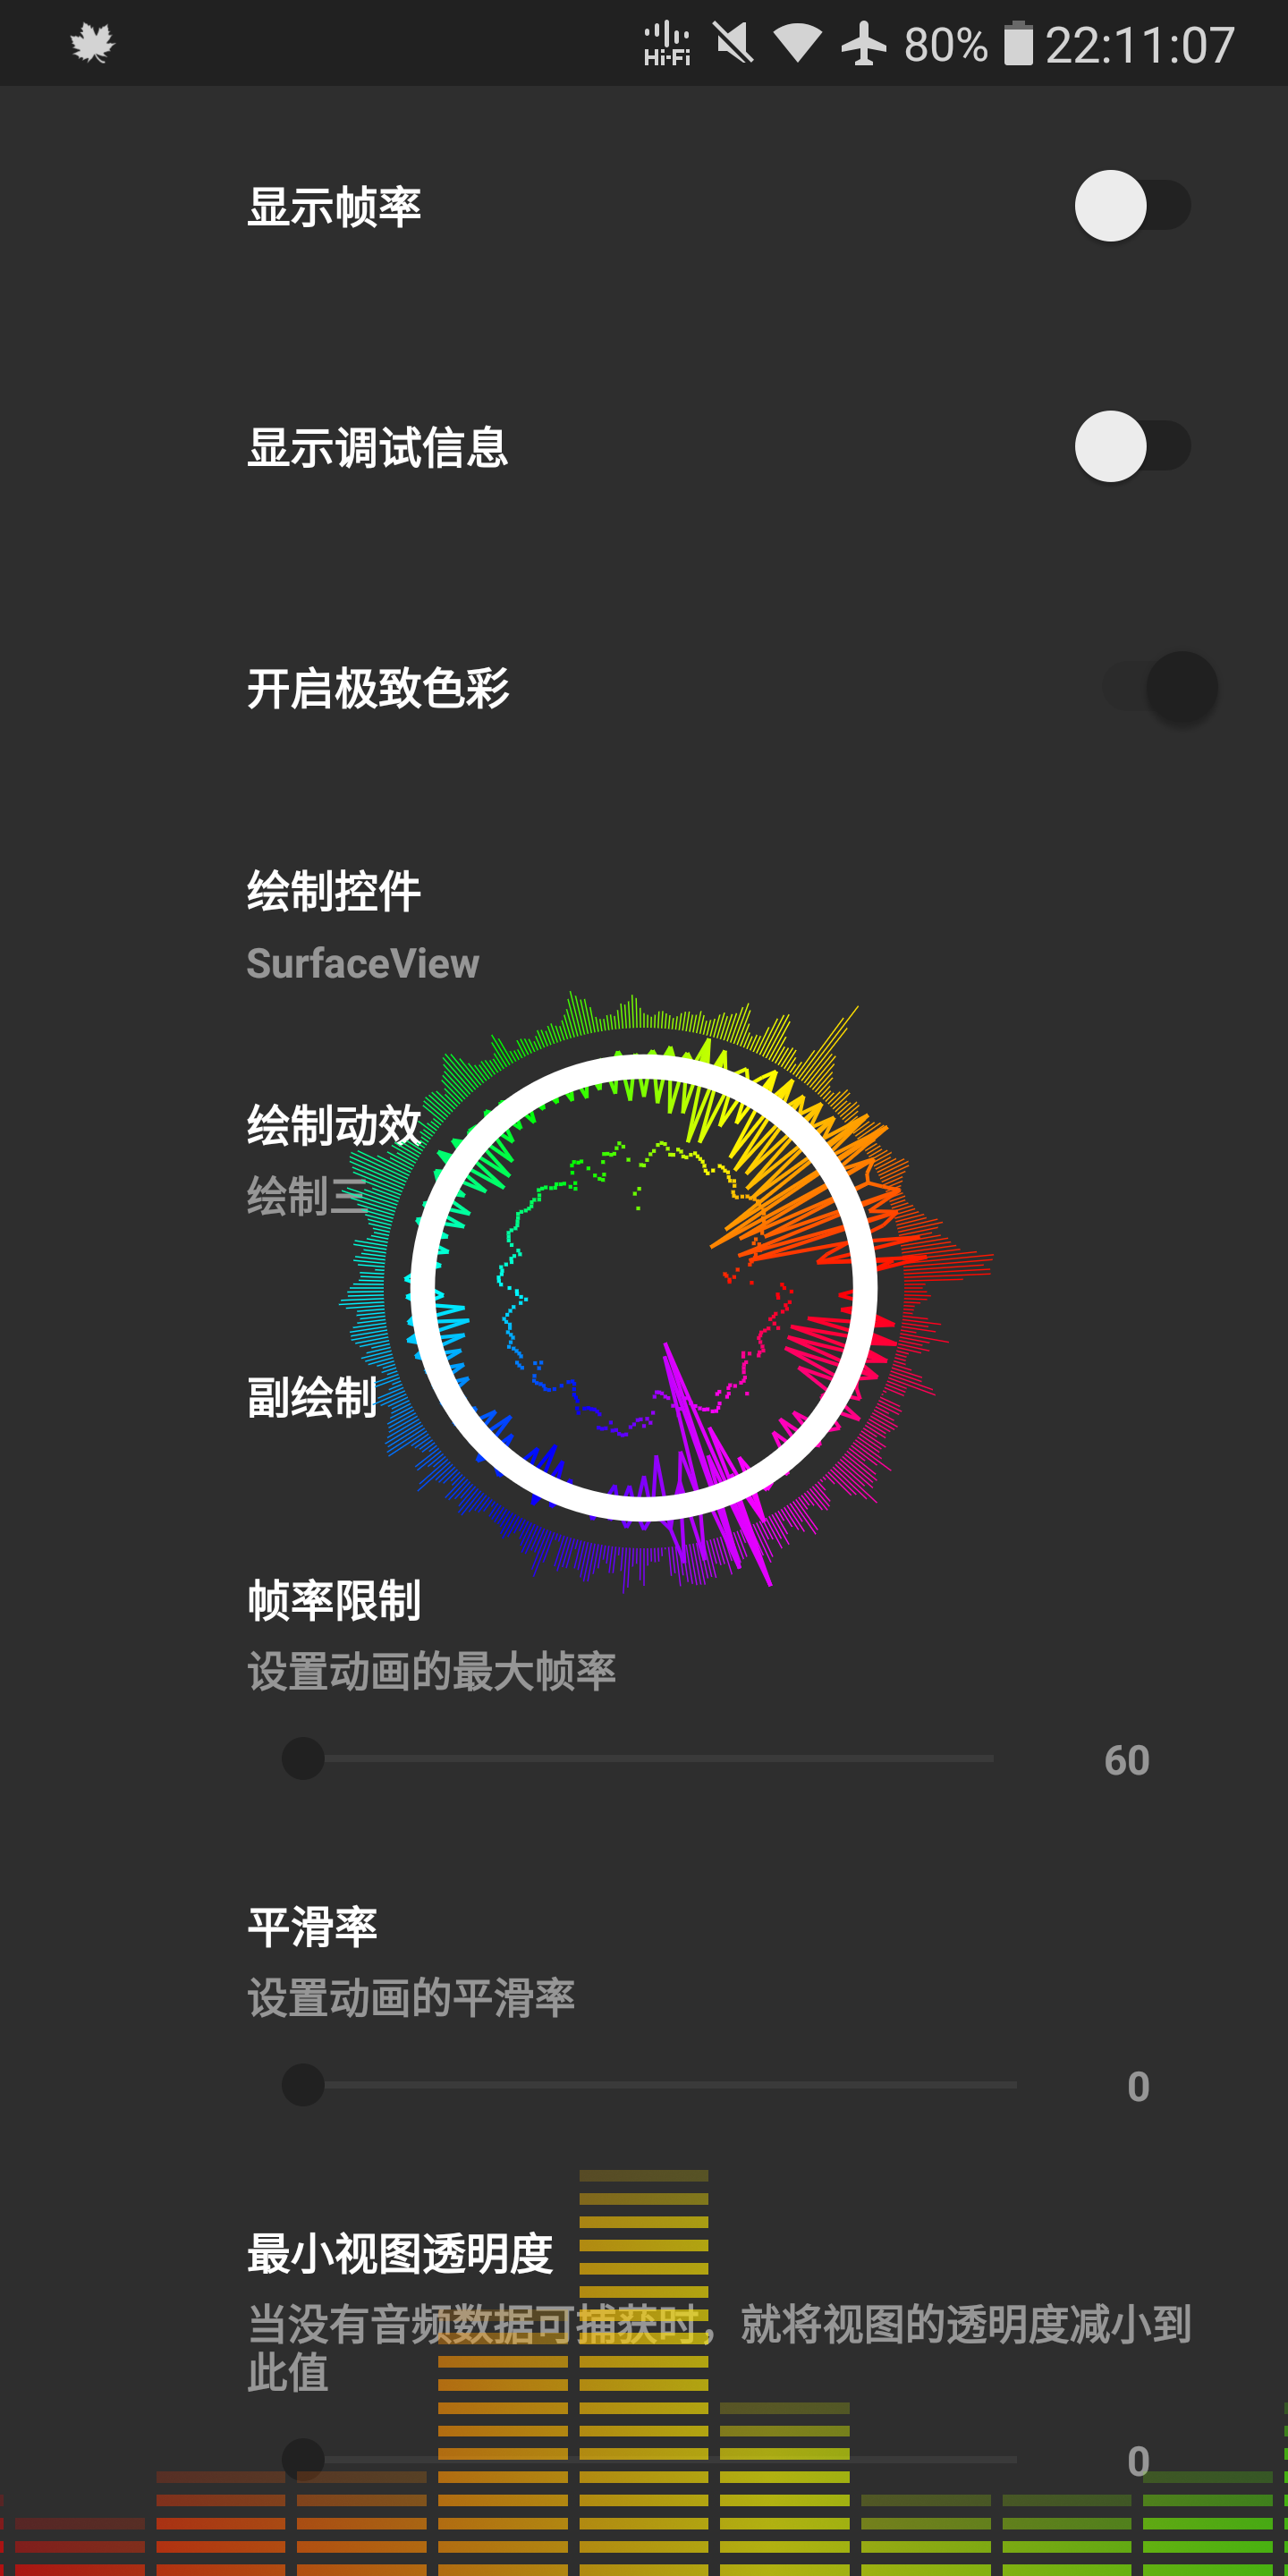 Hi-Fi 80% 22:11:07
显示帧率
显示调试信息
开启极致色彩
绘制控件
SurfaceView
绘制动效
绘制三
副绘制
帧率限制
设置动画的最大帧率
60
平滑率
设置动画的平滑率
0
最小视图透明度
当没有音频数据可捕获时，就将视图的透明度减小到
此值
0